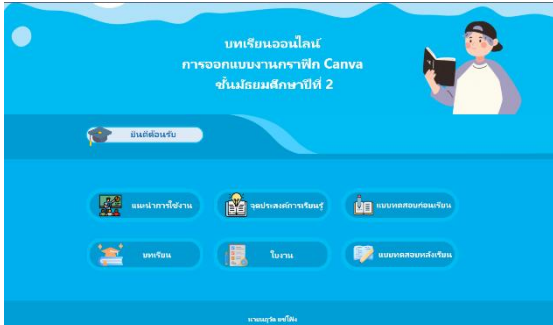 บทเรียนออนไลน์
การออกแบบงานกราฟิก Canva
ชั้นมัธยมศึกษาปีที่ 2
ยินดีต้อนรับ
แนะนำการใช้งาน
จุดประสงค์การเรียนรู้
แบบทดสอบก่อนเรียน
บทเรียน
ใบงาน
แบบทดสอบหลังเรียน